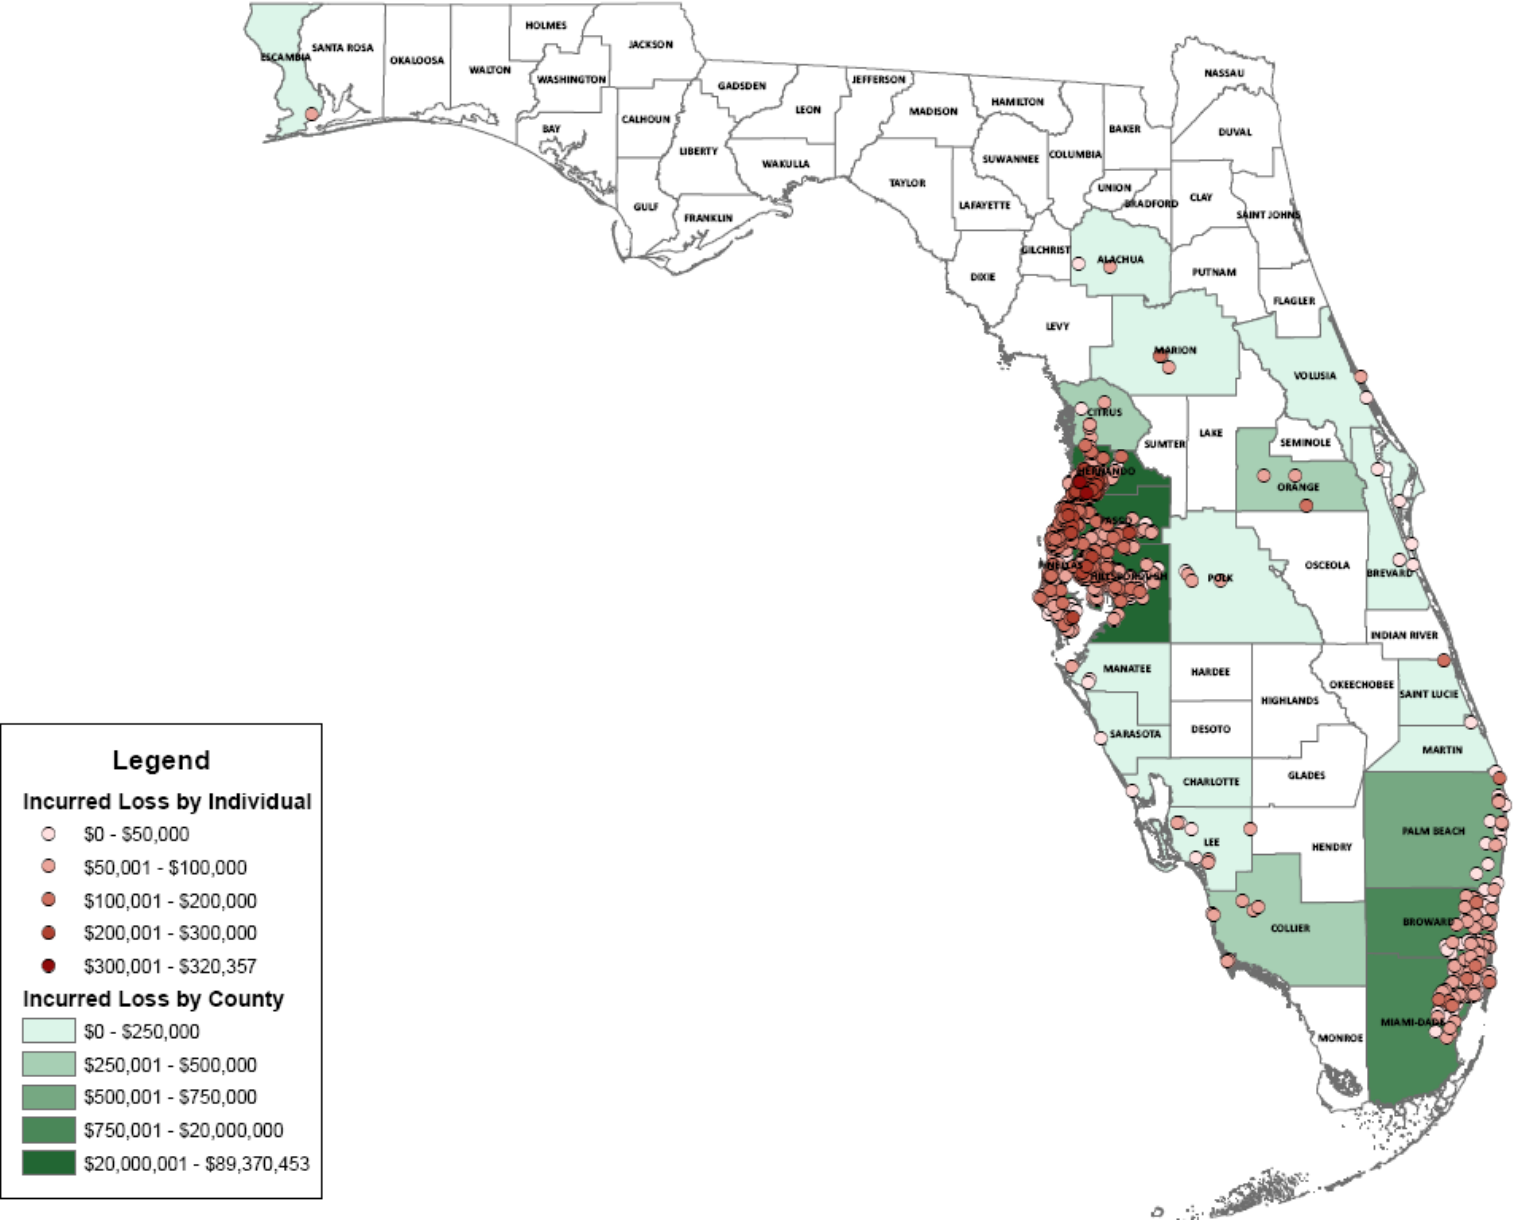 HOLMES
JACKSON
SANTA ROSA
ESCAMBIA
OKALOOSA
WALTON
WASHINGTON
GADSDEN
JEFFERSON
NASSAU
LEON
MADISON
HAMILTON
CALHOUN
BAY
BAKER
DUVAL
LIBERTY
WAKULLA
SUWANNEE
COLUMBIA
TAYLOR
UNION
BRADFORD
CLAY
LAFAYETTE
GULF
FRANKLIN
SAINT JOHNS
GILCHRIST
ALACHUA
DIXIE
PUTNAM
FLAGLER
LEVY
MARION
VOLUSIA
CITRUS
SUMTER
LAKE
SEMINOLE
HERNANDO
ORANGE
PASCO
PINELLAS
HILLSBOROUGH
POLK
OSCEOLA
BREVARD
INDIAN RIVER
MANATEE
HARDEE
OKEECHOBEE
HIGHLANDS
SAINT LUCIE
SARASOTA
DESOTO
MARTIN
CHARLOTTE
GLADES
LEE
HENDRY
PALM BEACH
COLLIER
BROWARD
MIAMI-DADE
MONROE
Legend
Incurred Loss by Individual
$0 - $50,000
$50,001 - $100,000
$100,001 - $200,000
$200,001 - $300,000
$300,001 - $320,357
Incurred Loss by County
$0 - $250,000
$250,001 - $500,000
$500,001 - $750,000
$750,001 - $20,000,000
$20,000,001 - $89,370,453